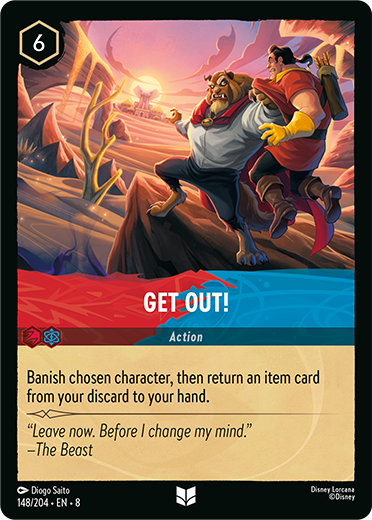 6
GET OUT!
Action
Banish chosen character, then return an item card
from your discard to your hand.
“Leave now. Before I change my mind.”
–The Beast
Diogo Saito
Disney Lorcana
148/204 • EN • 8
©Disney